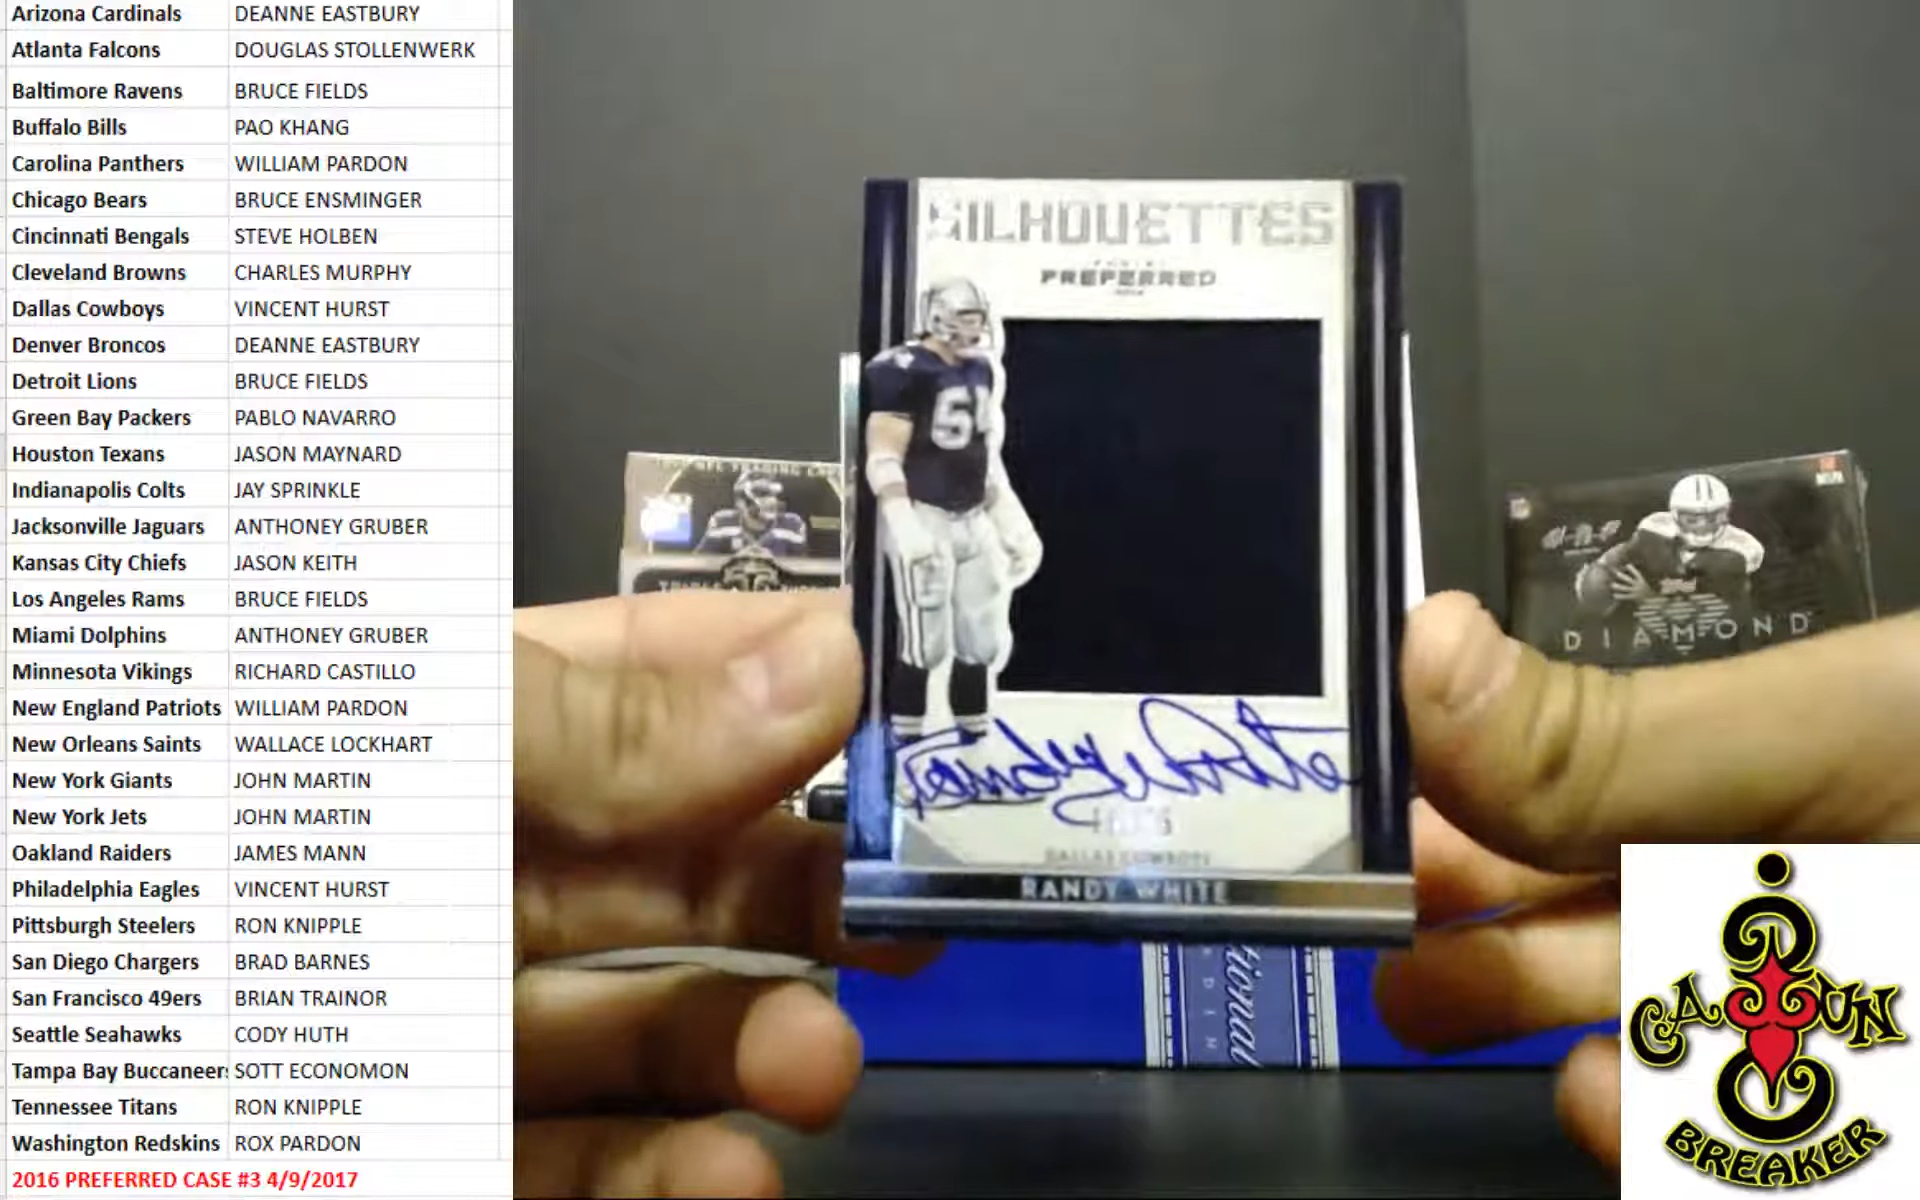 Arizona Cardinals DEANNE EASTBURY
Atlanta Falcons DOUGLAS STOLLENWERK
Baltimore Ravens BRUCE FIELDS
Buffalo Bills PAO KHANG
Carolina Panthers WILLIAM PARDON
Chicago Bears BRUCE ENSMINGER
Cincinnati Bengals STEVE HOLBEN
Cleveland Browns CHARLES MURPHY
Dallas Cowboys VINCENT HURST
Denver Broncos DEANNE EASTBURY
Detroit Lions BRUCE FIELDS
Green Bay Packers PABLO NAVARRO
Houston Texans JASON MAYNARD
Indianapolis Colts JAY SPRINKLE
Jacksonville Jaguars ANTHONEY GRUBER
Kansas City Chiefs JASON KEITH
Los Angeles Rams BRUCE FIELDS
Miami Dolphins ANTHONEY GRUBER
Minnesota Vikings RICHARD CASTILLO
New England Patriots WILLIAM PARDON
New Orleans Saints WALLACE LOCKHART
New York Giants JOHN MARTIN
New York Jets JOHN MARTIN
Oakland Raiders JAMES MANN
Philadelphia Eagles VINCENT HURST
Pittsburgh Steelers RON KNIPPLE
San Diego Chargers BRAD BARNES
San Francisco 49ers BRIAN TRAINOR
Seattle Seahawks CODY HUTH
Tampa Bay Buccaneer SOTT ECONOMON
Tennessee Titans RON KNIPPLE
Washington Redskins ROX PARDON
2016 PREFERRED CASE #3 4/9/2017
SILHOUETTES
PANINI
PREFERRED
Randy White
DALLAS COWBOYS
RANDY WHITE
tional
DIAMOND
CAJUN
BREAKER